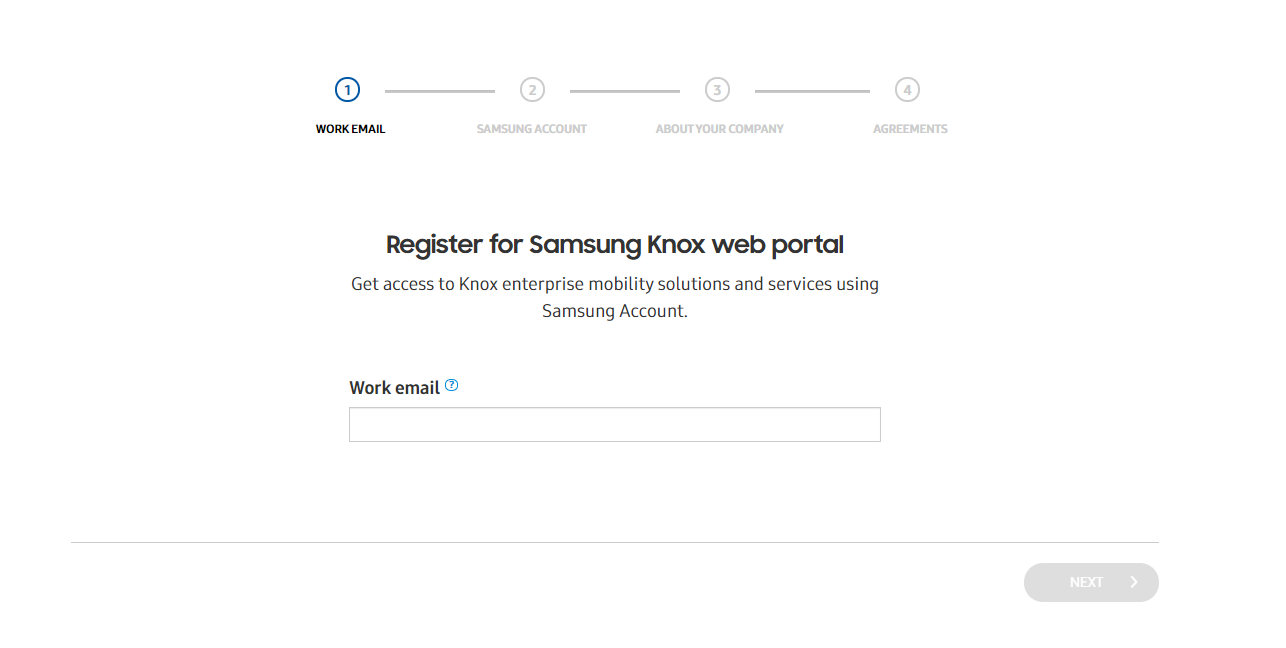 1 2 3 4
WORK EMAIL SAMSUNG ACCOUNT ABOUT YOUR COMPANY AGREEMENTS
Register for Samsung Knox web portal
Get access to Knox enterprise mobility solutions and services using
Samsung Account.
Work email ?
NEXT